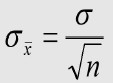 σ_x̄ = σ / √n